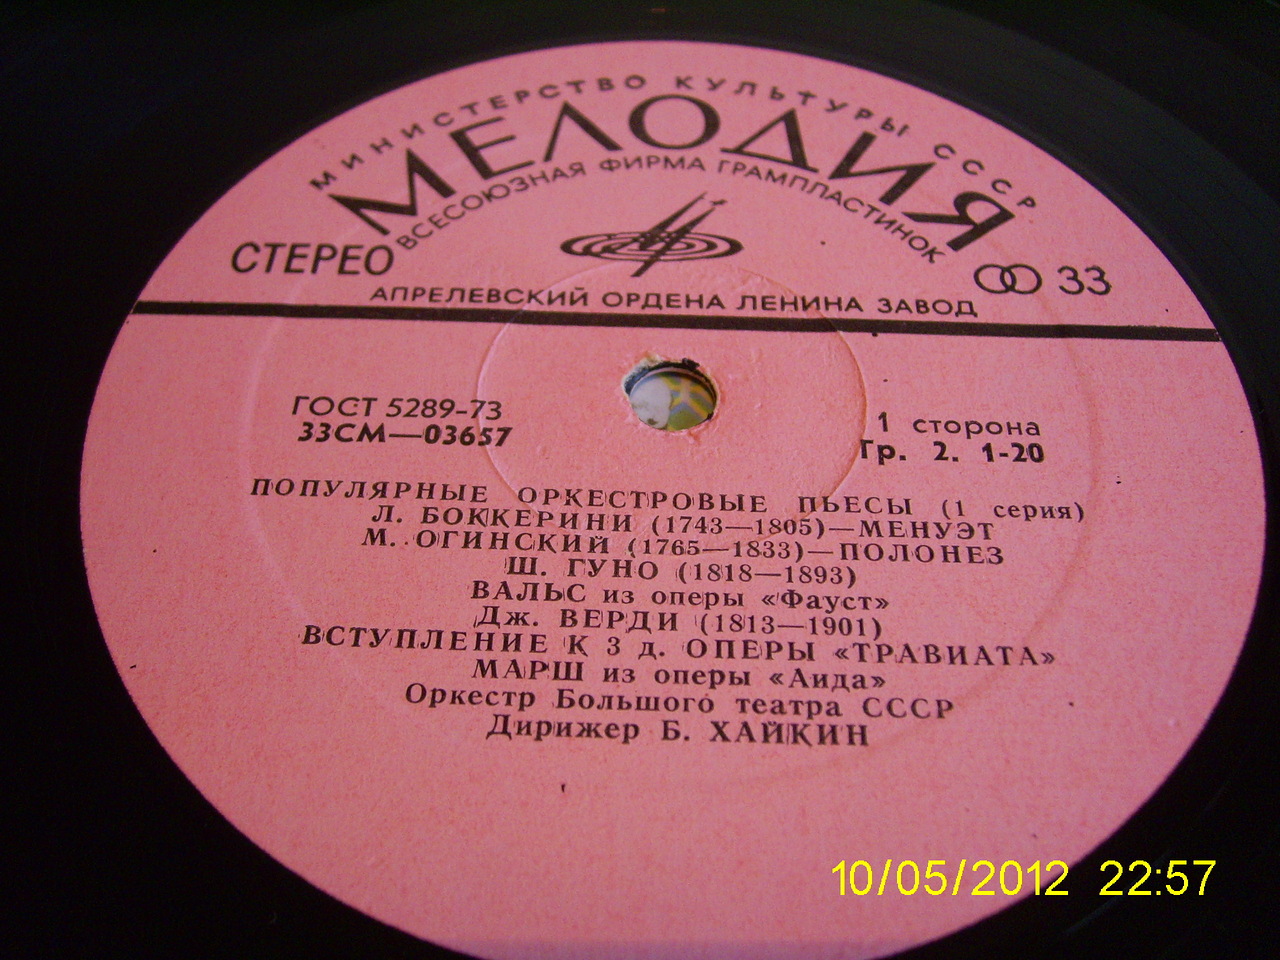 МИНИСТЕРСТВО КУЛЬТУРЫ СССР
МЕЛОДИЯ
ВСЕСОЮЗНАЯ ФИРМА ГРАМПЛАСТИНОК
СТЕРЕО
33
АПРЕЛЕВСКИЙ ОРДЕНА ЛЕНИНА ЗАВОД
ГОСТ 5289-73
33СМ—03657
1 сторона
Гр. 2. 1-20
ПОПУЛЯРНЫЕ ОРКЕСТРОВЫЕ ПЬЕСЫ (1 серия)
Л. БОККЕРИНИ (1743—1805)—МЕНУЭТ
М. ОГИНСКИЙ (1765—1833)—ПОЛОНЕЗ
Ш. ГУНО (1818—1893)
ВАЛЬС из оперы «Фауст»
Дж. ВЕРДИ (1813—1901)
ВСТУПЛЕНИЕ К 3 д. ОПЕРЫ «ТРАВИАТА»
МАРШ из оперы «Аида»
Оркестр Большого театра СССР
Дирижер Б. ХАЙКИН
10/05/2012 22:57